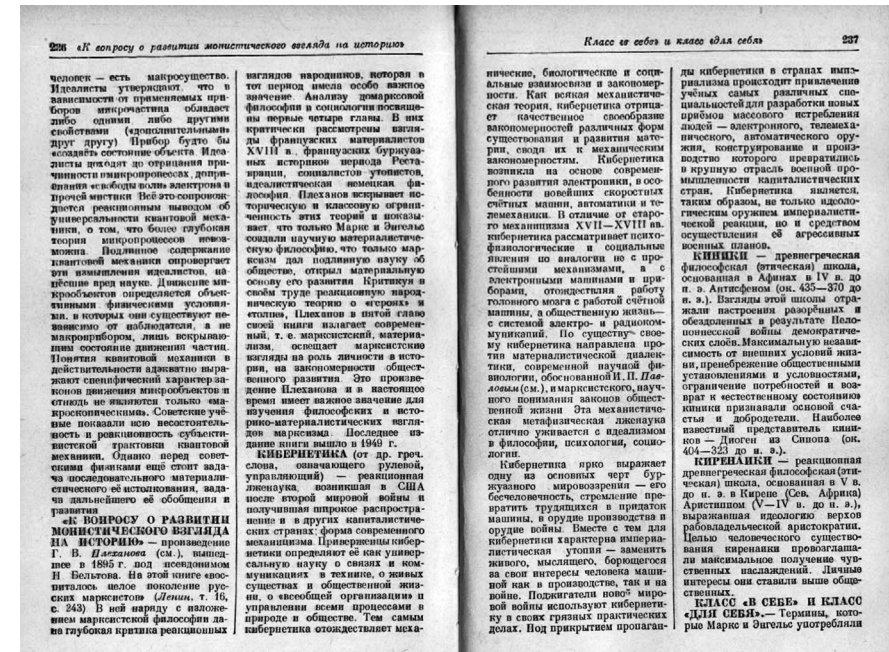 236 «К вопросу о развитии монистического взгляда на историю»
человек — есть макросущество.
Идеалисты утверждают, что в
зависимости от применяемых при-
боров микрочастица обладает
либо одними либо другими
свойствами («дополнительными»
друг другу) Прибор будто бы
«создаёт» состояние объекта Идеа-
листы доходят до отрицания при-
чинности в микропроцессах, допри-
знания «свободы воли» электрона и
прочей мистики Всё это сопровож-
дается реакционным выводом об
универсальности квантовой меха-
ники, о том, что более глубокая
теория микропроцессов невоз-
можна. Подлинное содержание
квантовой механики опровергает
эти измышления идеалистов, на-
нёсшие вред науке. Движение ми-
крообъектов определяется объек-
тивными физическими условия-
ми, в которых они существуют не-
зависимо от наблюдателя, а не
макроприбором, лишь вскрываю-
щим состояние движения частиц.
Понятия квантовой механики в
действительности адэкватно выра-
жают специфический характер за-
конов движения микрообъектов и
отнюдь не являются только «ма-
кроскопическими». Советские учё-
ные показали всю несостоятель-
ность и реакционность субъекти-
вистской трактовки квантовой
механики. Однако перед совет-
скими физиками ещё стоит зада-
ча последовательного материали-
стического её истолкования, зада-
ча дальнейшего её обобщения и
развития
«К ВОПРОСУ О РАЗВИТИИ
МОНИСТИЧЕСКОГО ВЗГЛЯДА
НА ИСТОРИЮ» — произведение
Г. В. Плеханова (см.), вышед-
шее в 1895 г. под псевдонимом
Н Бельтова. На этой книге «вос-
питалось целое поколение рус-
ских марксистов» (Ленин, т. 16,
с. 243) В ней наряду с изложе-
нием марксистской философии да-
на глубокая критика реакционных
взглядов народников, которая в
тот период имела особо важное
значение. Анализу домарксовой
философии и социологии посвяще-
ны первые четыре главы. В них
критически рассмотрены взгля-
ды французских материалистов
XVIII в., французских буржуаз-
ных историков периода Реста-
врации, социалистов утопистов,
идеалистическая немецкая фи-
лософия. Плеханов вскрывает ис-
торическую и классовую ограни-
ченность этих теорий и показы-
вает, что только Маркс и Энгельс
создали научную материалистиче-
скую философию, что только мар-
ксизм дал подлинную науку об
обществе, открыл материальную
основу его развития. Критикуя в
своём труде реакционную народ-
ническую теорию о «героях» и
«толпе», Плеханов в пятой главе
своей книги излагает современ-
ный, т. е. марксистский, материа-
лизм, освещает марксистские
взгляды на роль личности в исто-
рии, на закономерности общест-
венного развития. Это произве-
дение Плеханова и в настоящее
время имеет важное значение для
изучения философских и исто-
рико-материалистических взгля-
дов марксизма Последнее из-
дание книги вышло в 1949 г.
КИБЕРНЕТИКА (от др. греч.
слова, означающего рулевой,
управляющий) — реакционная
лженаука, возникшая в США
после второй мировой войны и
получившая широкое распростра-
нение и в других капиталистиче-
ских странах; форма современного
механицизма. Приверженцы кибер-
нетики определяют её как универ-
сальную науку о связях и ком-
муникациях в технике, о живых
существах и общественной жиз-
ни, о «всеобщей организации» и
управлении всеми процессами в
природе и обществе. Тем самым
кибернетика отождествляет меха-
Класс «в себе» и класс «для себя» 237
нические, биологические и соци-
альные взаимосвязи и закономер-
ности. Как всякая механистиче-
ская теория, кибернетика отрица-
ет качественное своеобразие
закономерностей различных форм
существования и развития мате-
рии, сводя их к механическим
закономерностям. Кибернетика
возникла на основе современ-
ного развития электроники, в осо-
бенности новейших скоростных
счётных машин, автоматики и те-
лемеханики. В отличие от старо-
го механицизма XVII—XVIII вв.
кибернетика рассматривает психо-
физиологические и социальные
явления по аналогии не с про-
стейшими механизмами, а с
электронными машинами и при-
борами, отождествляя работу
головного мозга с работой счётной
машины, а общественную жизнь—
с системой электро- и радиоком-
муникаций. По существу свое-
му кибернетика направлена про-
тив материалистической диалек-
тики, современной научной фи-
зиологии, обоснованной И. П. Пав-
ловым (см.), и марксистского, науч-
ного понимания законов общест-
венной жизни Эта механистиче-
ская метафизическая лженаука
отлично уживается с идеализмом
в философии, психологии, социо-
логии.
Кибернетика ярко выражает
одну из основных черт бур-
жуазного мировоззрения — его
бесчеловечность, стремление пре-
вратить трудящихся в придаток
машины, в орудие производства и
орудие войны. Вместе с тем для
кибернетики характерна империа-
листическая утопия — заменить
живого, мыслящего, борющегося
за свои интересы человека маши-
ной как в производстве, так и на
войне. Поджигатели новой миро-
вой войны используют кибернети-
ку в своих грязных практических
делах. Под прикрытием пропаган-
ды кибернетики в странах импе-
риализма происходит привлечение
учёных самых различных спе-
циальностей для разработки новых
приёмов массового истребления
людей — электронного, телемеха-
нического, автоматического ору-
жия, конструирование и произ-
водство которого превратились
в крупную отрасль военной про-
мышленности капиталистических
стран. Кибернетика является,
таким образом, не только идеоло-
гическим оружием империалисти-
ческой реакции, но и средством
осуществления её агрессивных
военных планов.
КИНИКИ — древнегреческая
философская (этическая) школа,
основанная в Афинах в IV в. до
н. э. Антисфеном (ок. 435—370 до
н. э.). Взгляды этой школы отра-
жали настроения разорённых и
обездоленных в результате Пело-
поннесской войны демократиче-
ских слоёв. Максимальную незави-
симость от внешних условий жиз-
ни, пренебрежение общественными
установлениями и условностями,
ограничение потребностей и воз-
врат к «естественному состоянию»
киники признавали основой сча-
стья и добродетели. Наиболее
известный представитель кини-
ков — Диоген из Синопа (ок.
404—323 до н. э.).
КИРЕНАИКИ — реакционная
древнегреческая философская (эти-
ческая) школа, основанная в V в.
до н. э. в Кирене (Сев. Африка)
Аристиппом (V—IV в. до н. э.),
выражавшая идеологию верхов
рабовладельческой аристократии.
Целью человеческого существо-
вания киренаики провозглаша-
ли максимальное получение чув-
ственных наслаждений. Личные
интересы они ставили выше обще-
ственных.
КЛАСС «В СЕБЕ» И КЛАСС
«ДЛЯ СЕБЯ».— Термины, кото-
рые Маркс и Энгельс употребляли